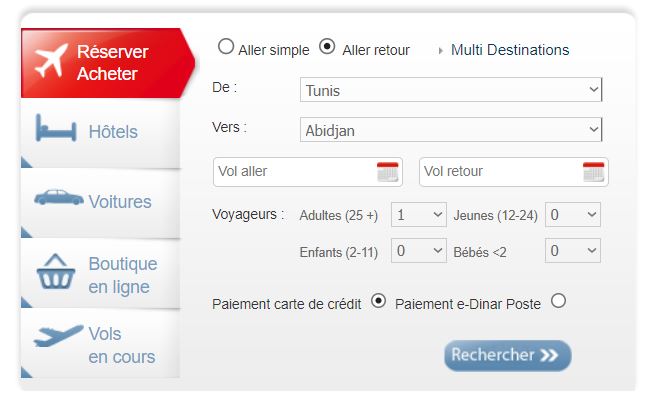 Réserver
Acheter
Hôtels
Voitures
Boutique
en ligne
Vols
en cours
Aller simple Aller retour Multi Destinations
De : Tunis
Vers : Abidjan
Vol aller Vol retour
Voyageurs : Adultes (25 +) 1 Jeunes (12-24) 0
Enfants (2-11) 0 Bébés <2 0
Paiement carte de crédit Paiement e-Dinar Poste
Rechercher